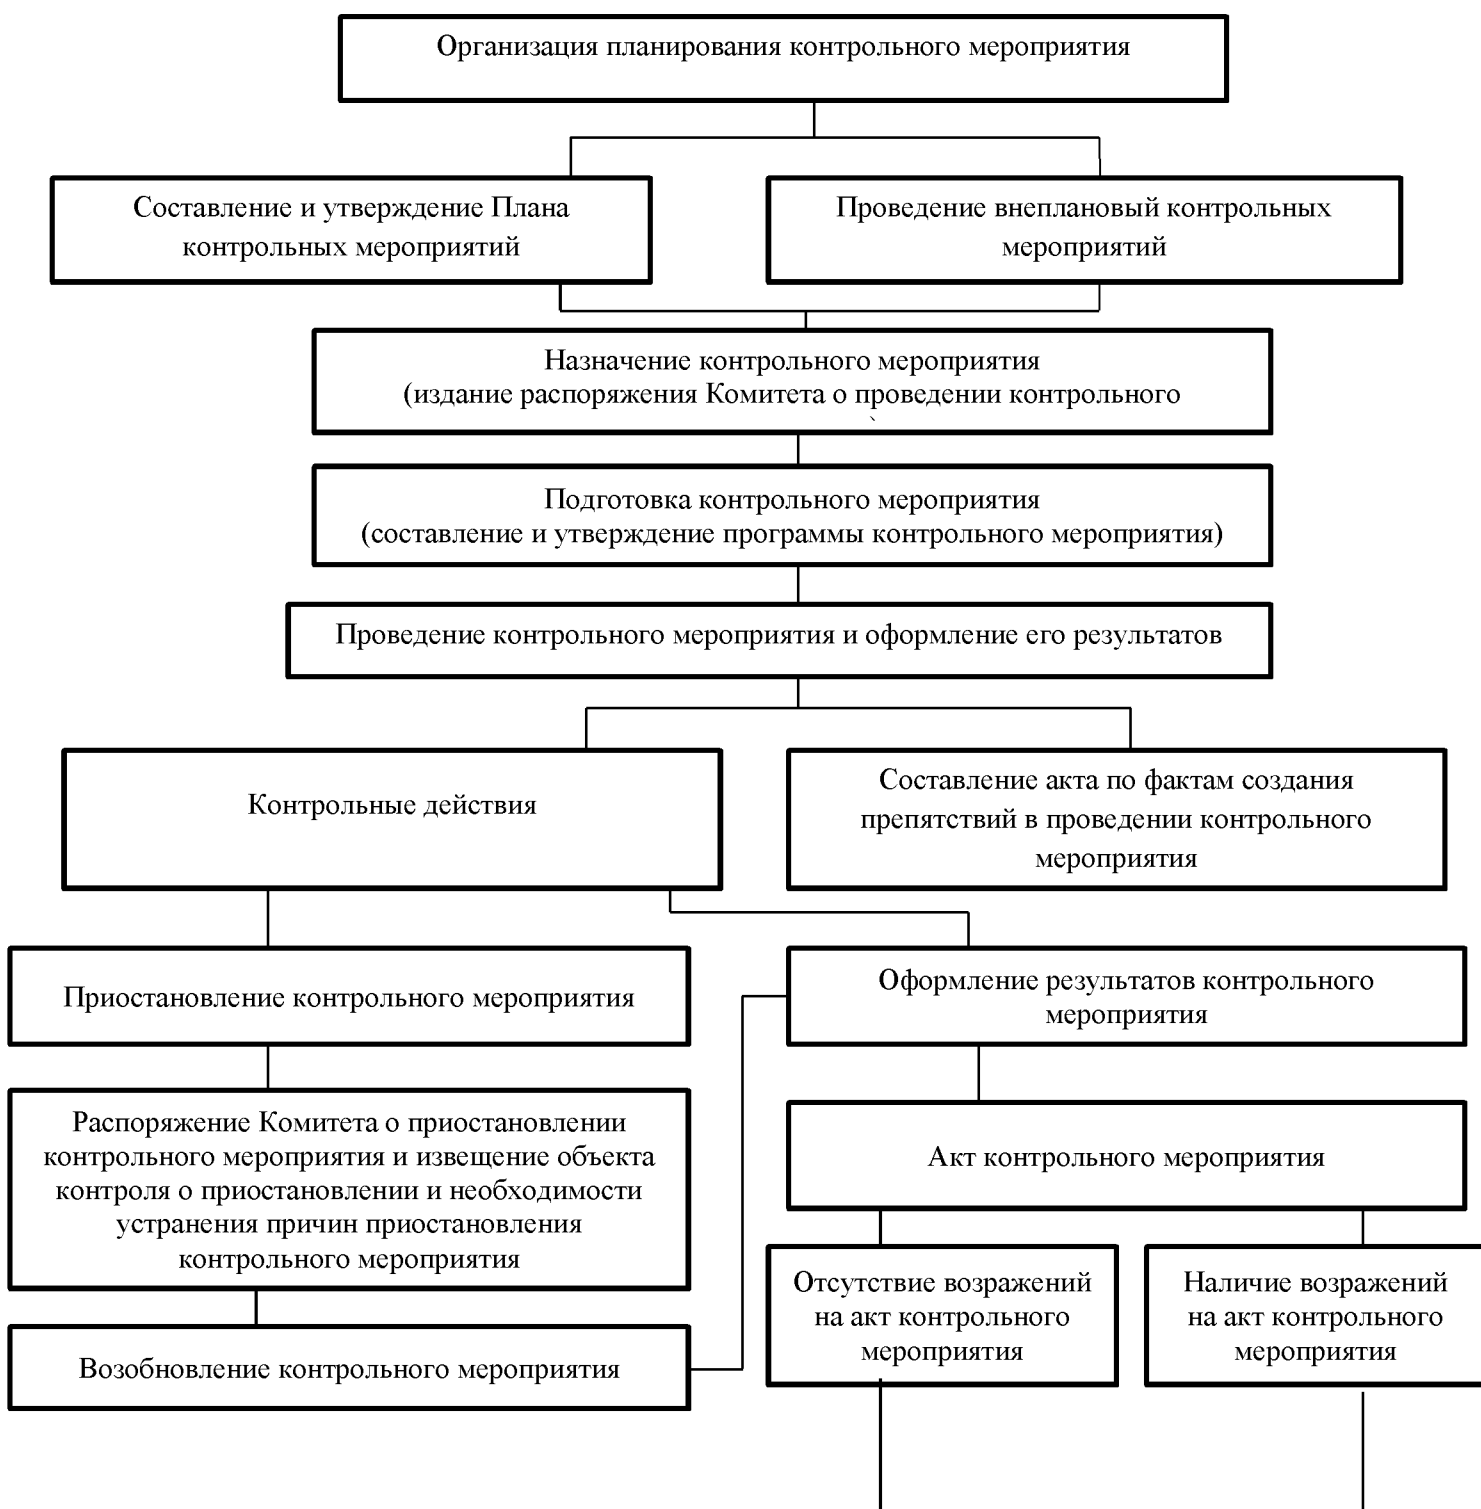 Организация планирования контрольного мероприятия
Составление и утверждение Плана
контрольных мероприятий
Проведение внеплановый контрольных
мероприятий
Назначение контрольного мероприятия
(издание распоряжения Комитета о проведении контрольного
Подготовка контрольного мероприятия
(составление и утверждение программы контрольного мероприятия)
Проведение контрольного мероприятия и оформление его результатов
Контрольные действия
Составление акта по фактам создания
препятствий в проведении контрольного
мероприятия
Приостановление контрольного мероприятия
Оформление результатов контрольного
мероприятия
Распоряжение Комитета о приостановлении
контрольного мероприятия и извещение объекта
контроля о приостановлении и необходимости
устранения причин приостановления
контрольного мероприятия
Акт контрольного мероприятия
Отсутствие возражений
на акт контрольного
мероприятия
Наличие возражений
на акт контрольного
мероприятия
Возобновление контрольного мероприятия